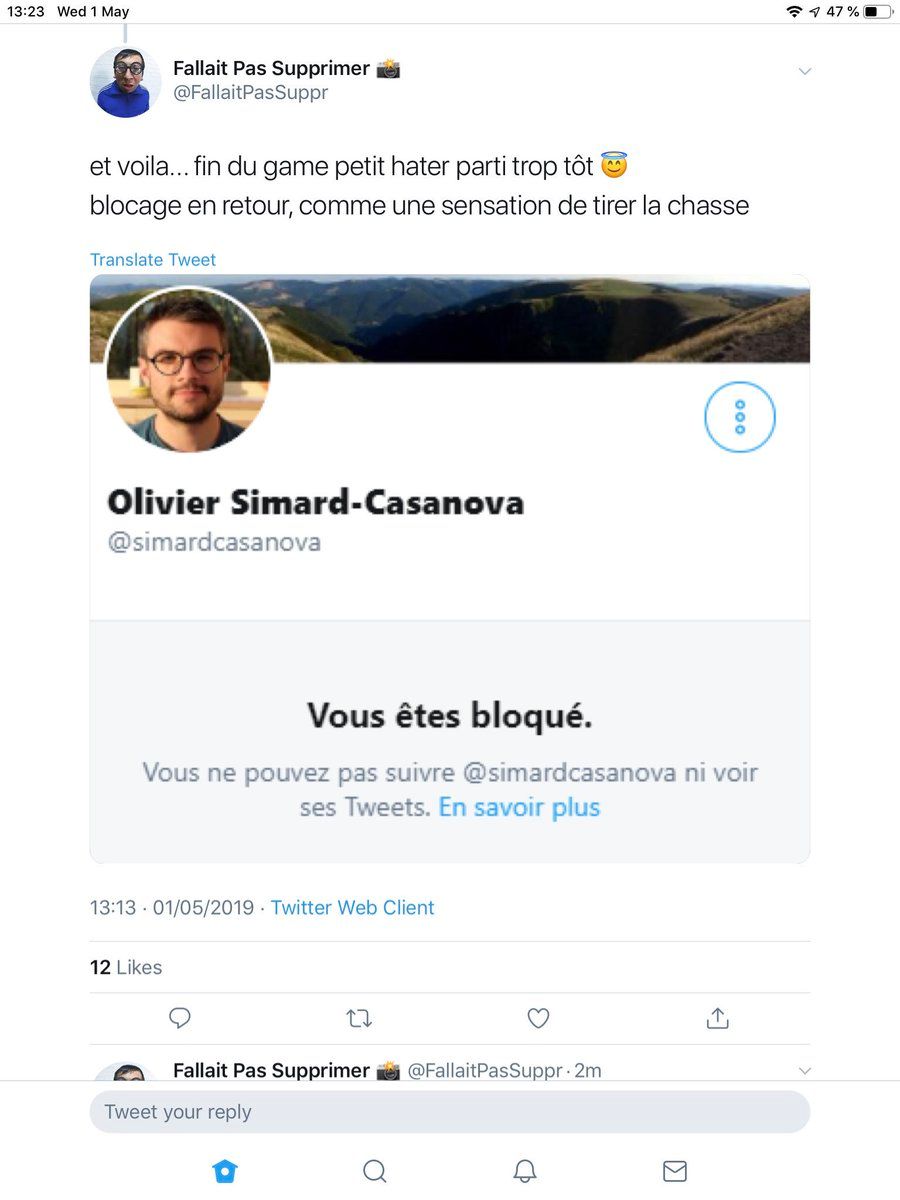 13:23 Wed 1 May 47 %
Fallait Pas Supprimer 📸
@FallaitPasSuppr
et voila... fin du game petit hater parti trop tôt 😇
blocage en retour, comme une sensation de tirer la chasse
Translate Tweet
Olivier Simard-Casanova
@simardcasanova
Vous êtes bloqué.
Vous ne pouvez pas suivre @simardcasanova ni voir
ses Tweets. En savoir plus
13:13 · 01/05/2019 · Twitter Web Client
12 Likes
Fallait Pas Supprimer 📸 @FallaitPasSuppr · 2m
Tweet your reply